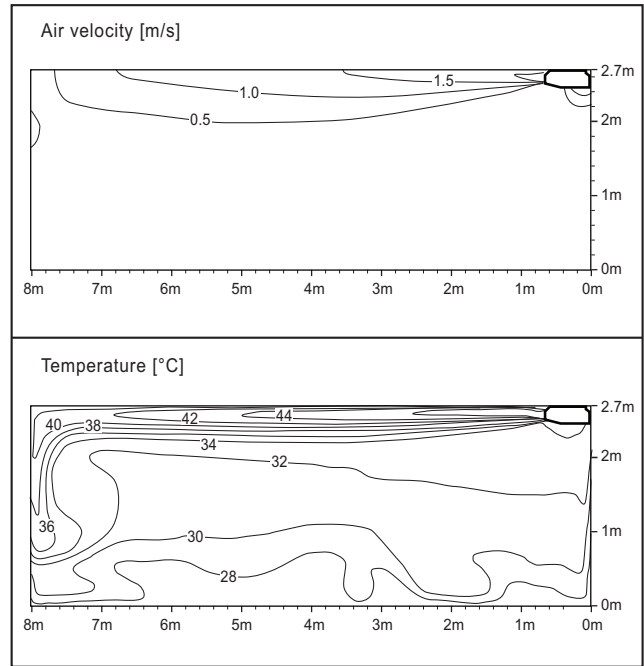 Air velocity [m/s]
2.7m
1.5
1.0
0.5
2m
1m
0m
8m 7m 6m 5m 4m 3m 2m 1m 0m
Temperature [°C]
2.7m
40 38 42 44
34
32
2m
36
1m
30
28
0m
8m 7m 6m 5m 4m 3m 2m 1m 0m